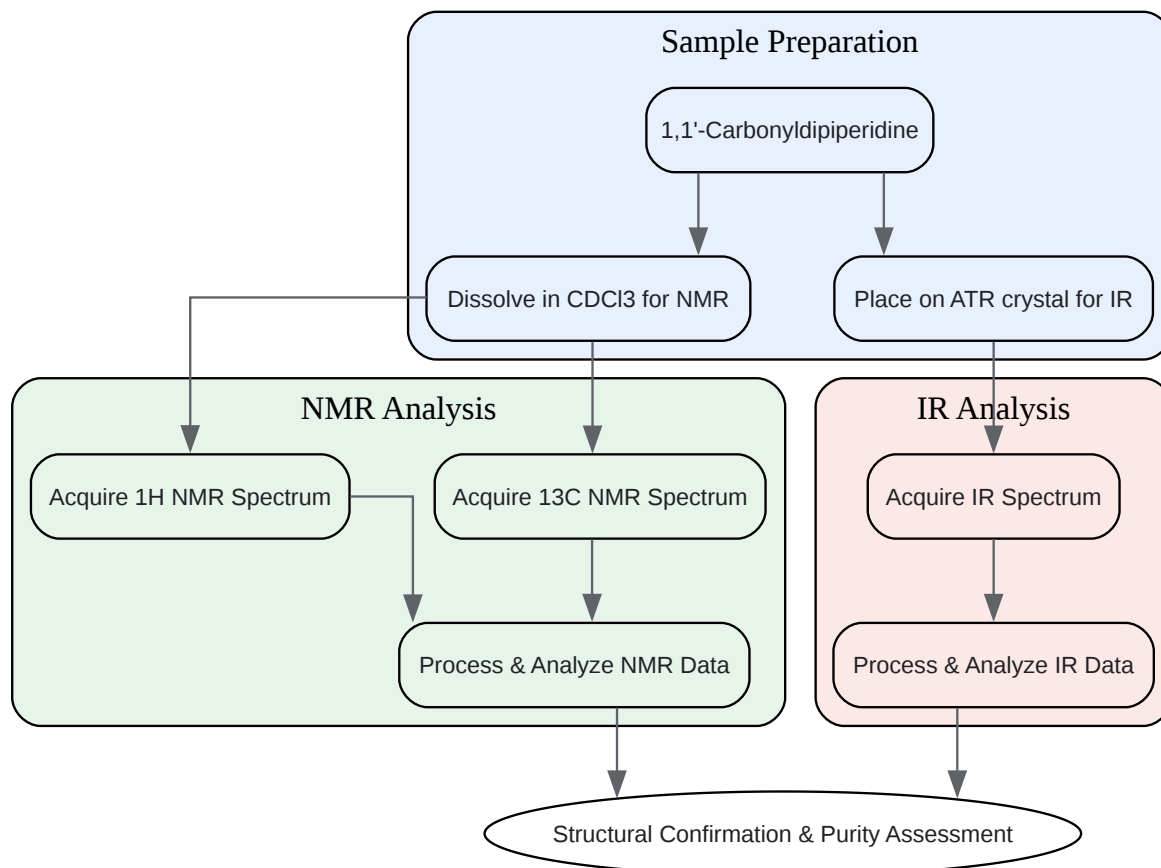 Sample Preparation
1,1'-Carbonyldipiperidine
Dissolve in CDCl3 for NMR
Place on ATR crystal for IR
NMR Analysis
IR Analysis
Acquire 1H NMR Spectrum
Acquire 13C NMR Spectrum
Acquire IR Spectrum
Process & Analyze NMR Data
Process & Analyze IR Data
Structural Confirmation & Purity Assessment